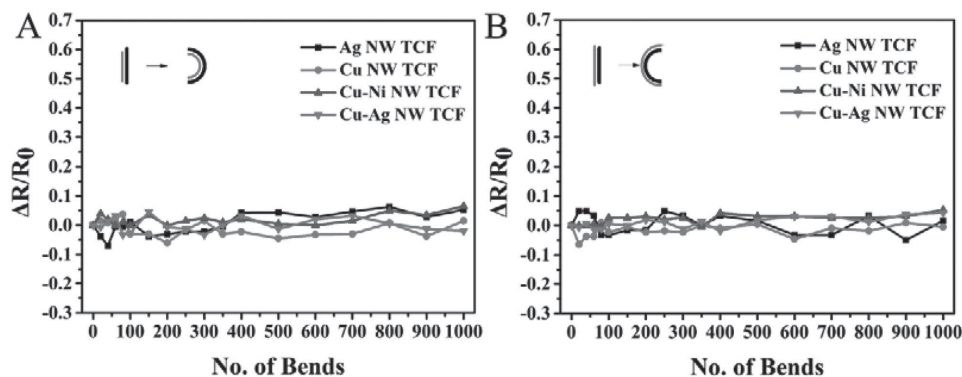 A
0.7
0.6
0.5
0.4
0.3
0.2
0.1
0.0
-0.1
-0.2
-0.3
ΔR/R0
Ag NW TCF
Cu NW TCF
Cu-Ni NW TCF
Cu-Ag NW TCF
0 100 200 300 400 500 600 700 800 900 1000
No. of Bends
B
0.7
0.6
0.5
0.4
0.3
0.2
0.1
0.0
-0.1
-0.2
-0.3
ΔR/R0
Ag NW TCF
Cu NW TCF
Cu-Ni NW TCF
Cu-Ag NW TCF
0 100 200 300 400 500 600 700 800 900 1000
No. of Bends